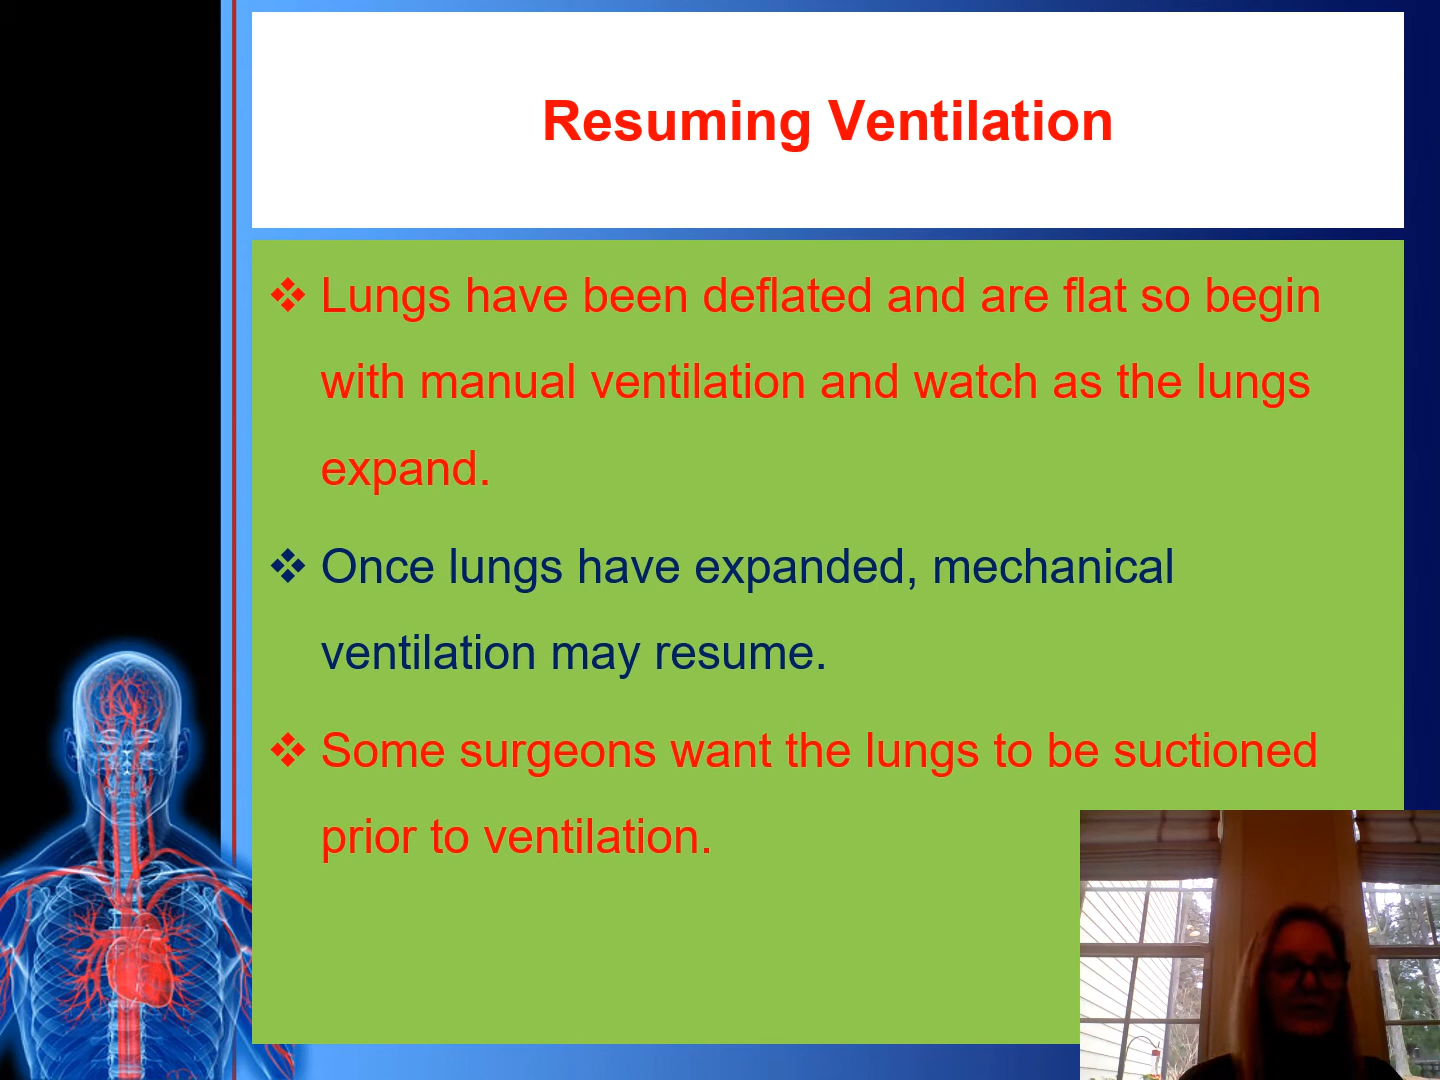 Resuming Ventilation
❖ Lungs have been deflated and are flat so begin
with manual ventilation and watch as the lungs
expand.
❖ Once lungs have expanded, mechanical
ventilation may resume.
❖ Some surgeons want the lungs to be suctioned
prior to ventilation.